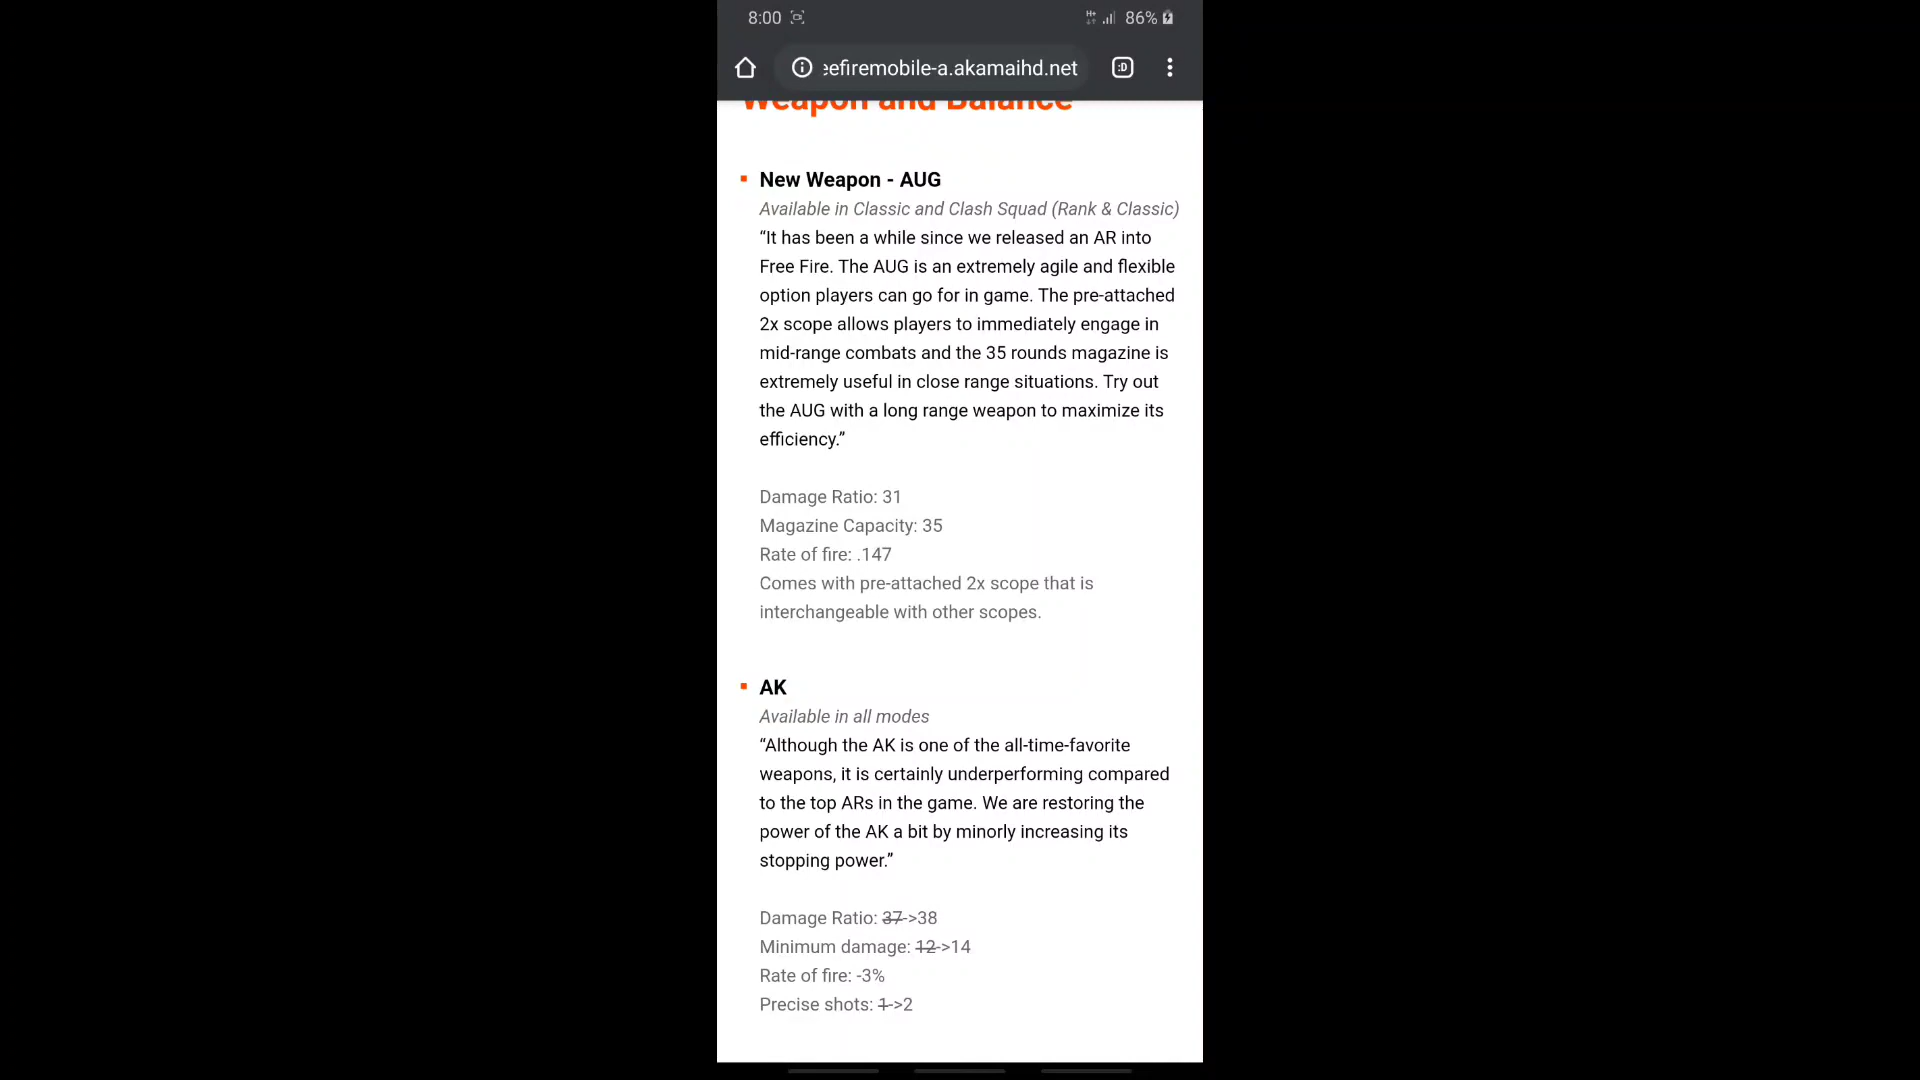 8:00
H+
86%
eefiremobile-a.akamaihd.net
:D
Weapon and Balance
New Weapon - AUG
Available in Classic and Clash Squad (Rank & Classic)
“It has been a while since we released an AR into
Free Fire. The AUG is an extremely agile and flexible
option players can go for in game. The pre-attached
2x scope allows players to immediately engage in
mid-range combats and the 35 rounds magazine is
extremely useful in close range situations. Try out
the AUG with a long range weapon to maximize its
efficiency.”
Damage Ratio: 31
Magazine Capacity: 35
Rate of fire: .147
Comes with pre-attached 2x scope that is
interchangeable with other scopes.
AK
Available in all modes
“Although the AK is one of the all-time-favorite
weapons, it is certainly underperforming compared
to the top ARs in the game. We are restoring the
power of the AK a bit by minorly increasing its
stopping power.”
Damage Ratio: 37->38
Minimum damage: 12->14
Rate of fire: -3%
Precise shots: 1->2